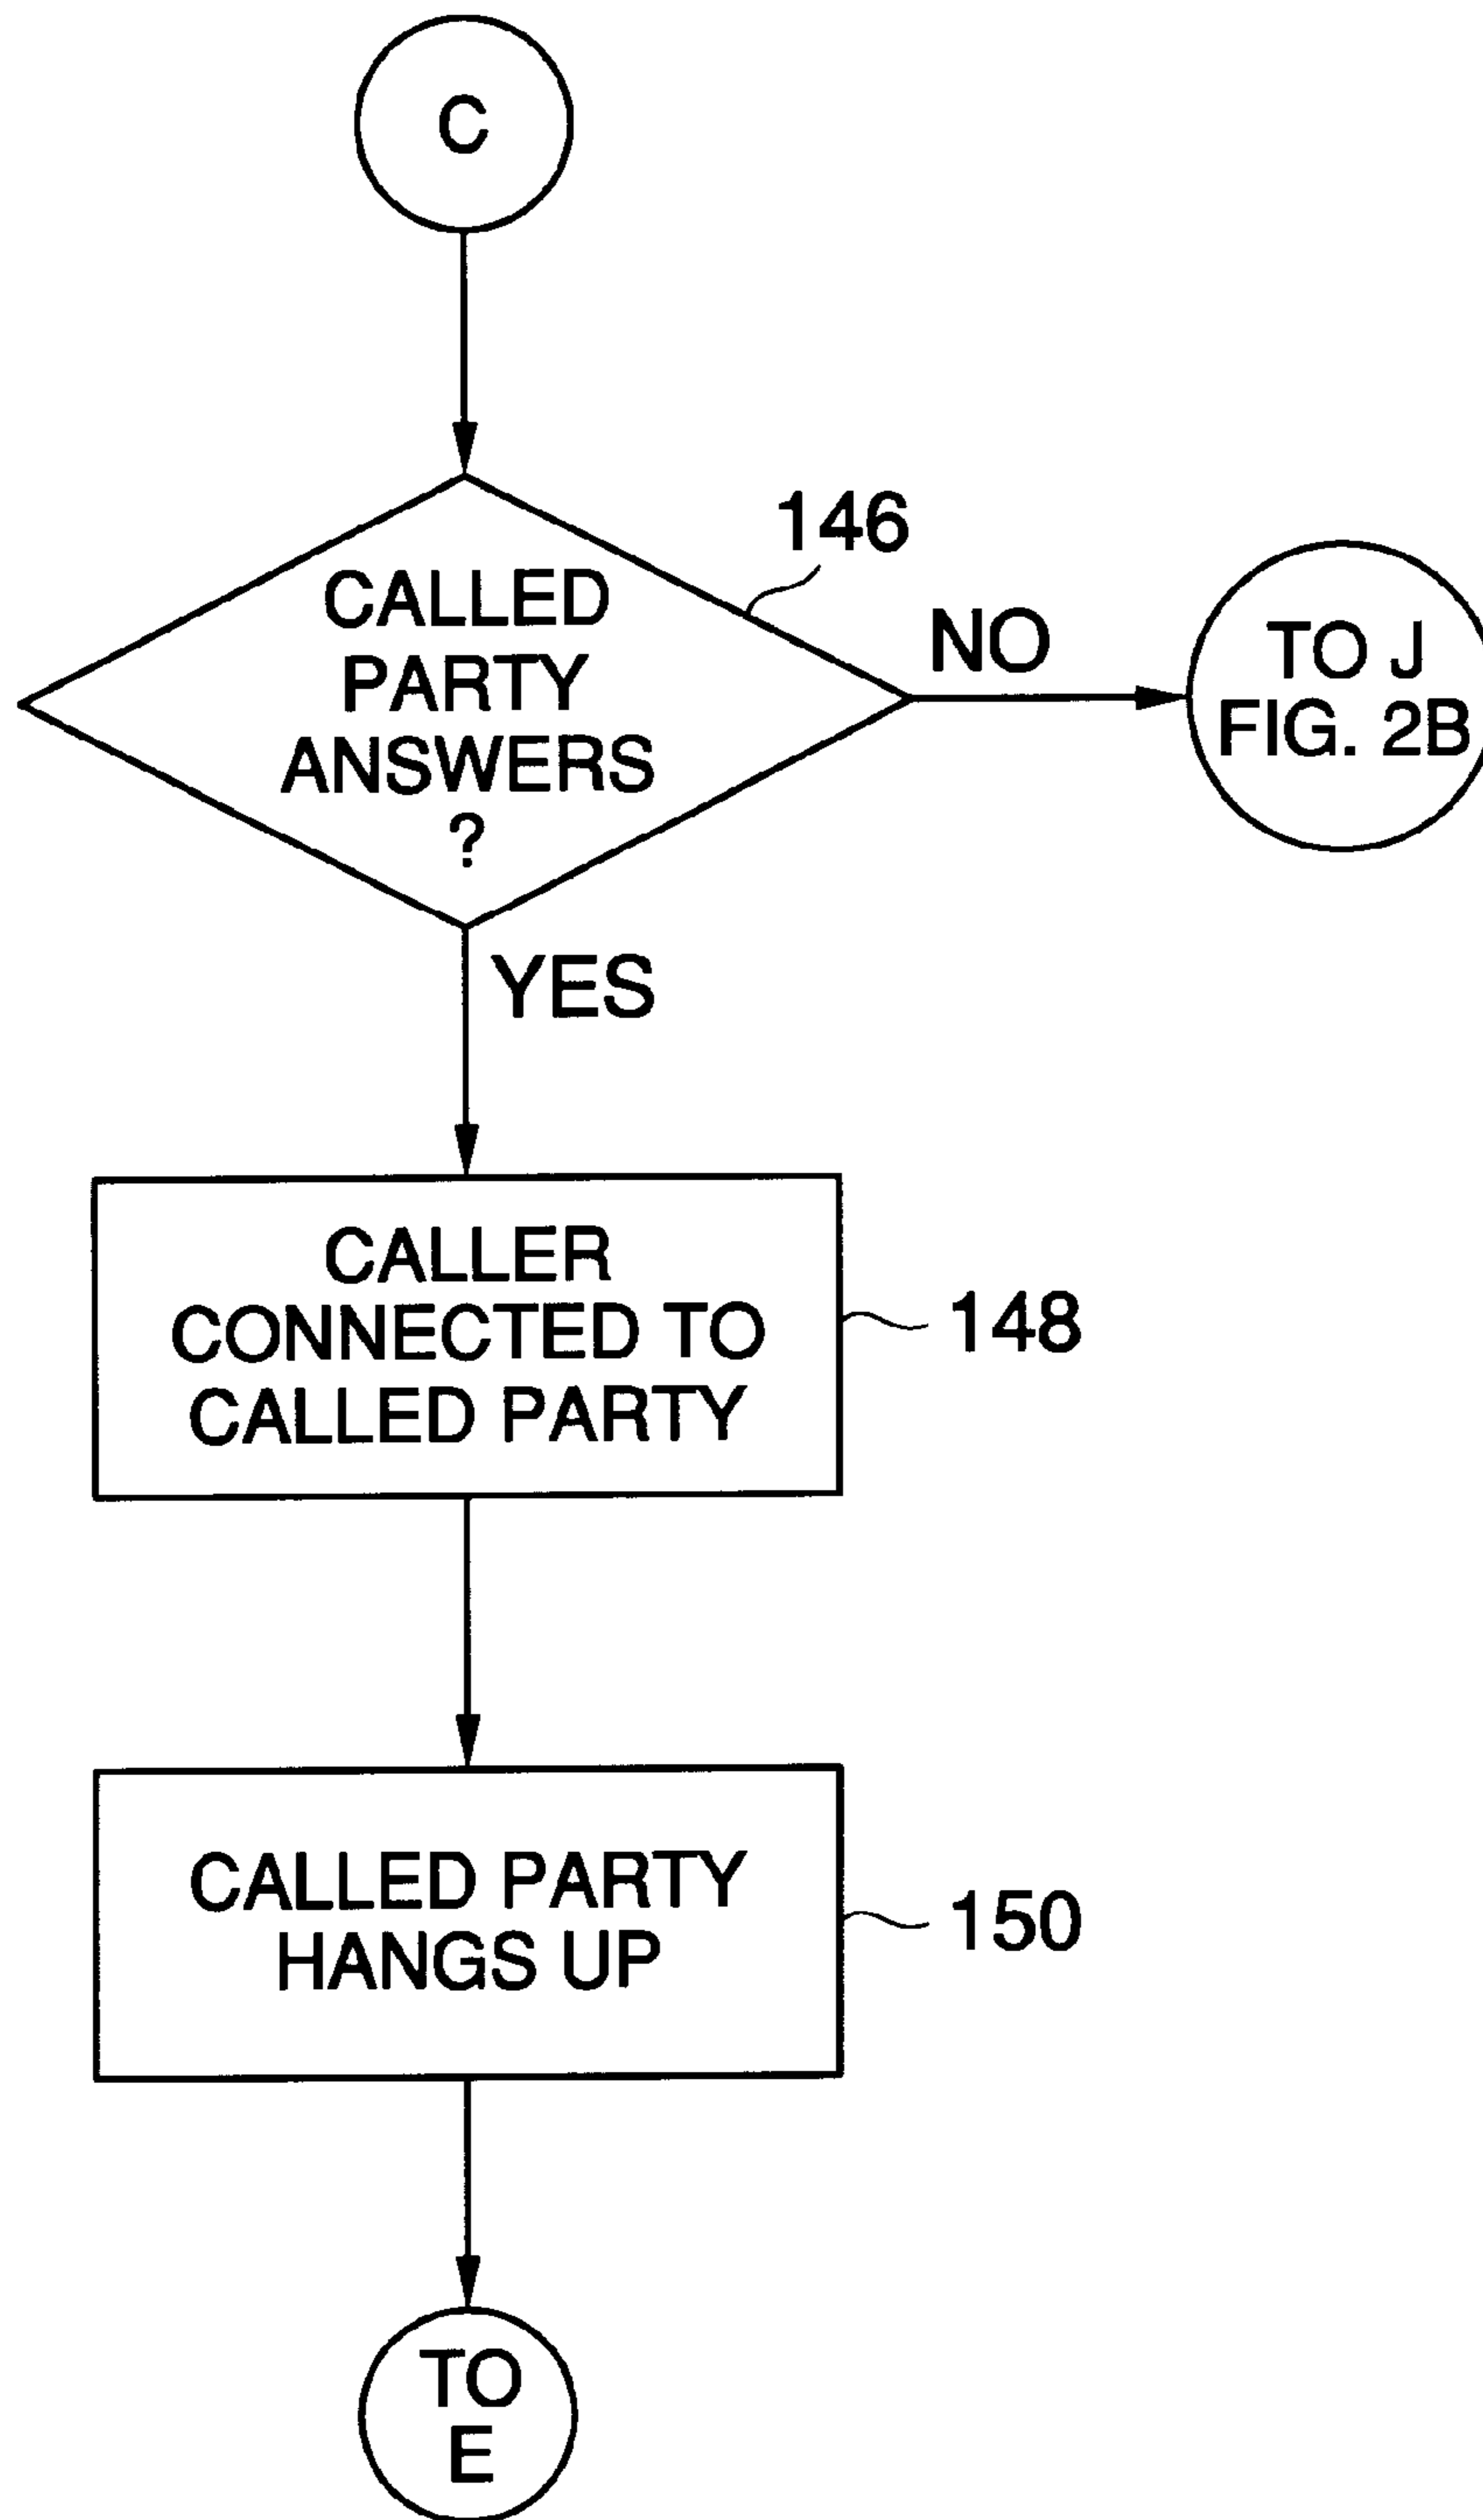 C
146
CALLED
PARTY
ANSWERS
?
NO
TO J
FIG. 2B
YES
CALLER
CONNECTED TO
CALLED PARTY
148
CALLED PARTY
HANGS UP
150
TO
E